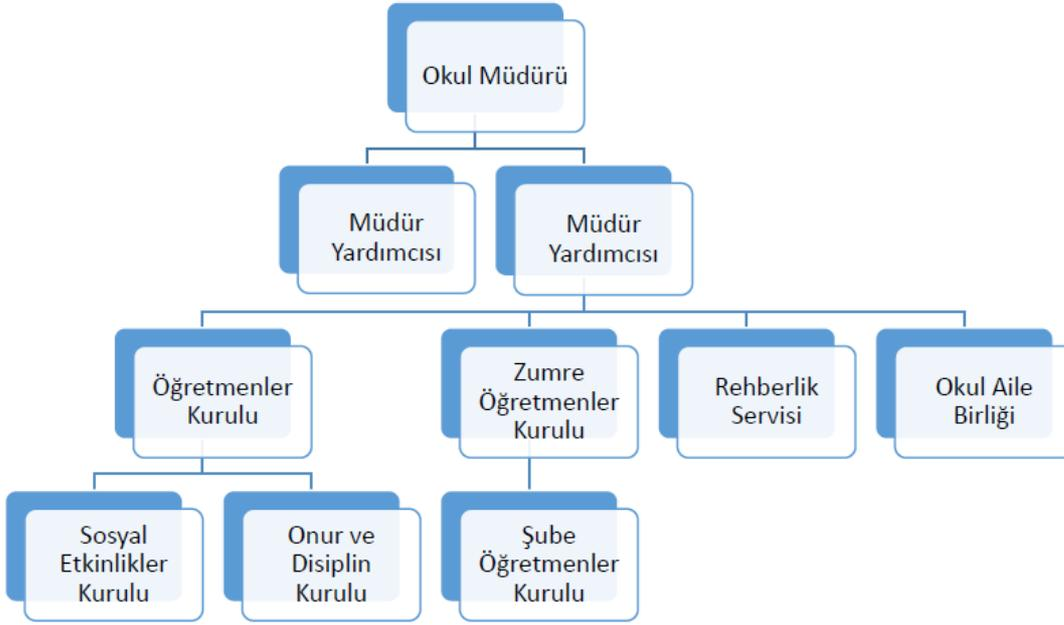 Okul Müdürü
Müdür
Yardımcısı
Müdür
Yardımcısı
Öğretmenler
Kurulu
Zumre
Öğretmenler
Kurulu
Rehberlik
Servisi
Okul Aile
Birliği
Sosyal
Etkinlikler
Kurulu
Onur ve
Disiplin
Kurulu
Şube
Öğretmenler
Kurulu